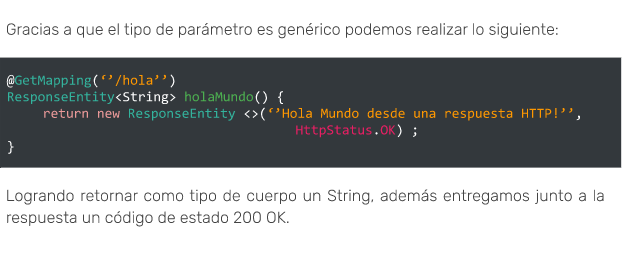 Gracias a que el tipo de parámetro es genérico podemos realizar lo siguiente:
@GetMapping(‘’/hola’’)
ResponseEntity<String> holaMundo() {
return new ResponseEntity <>(‘’Hola Mundo desde una respuesta HTTP!’’,
HttpStatus.OK) ;
}
Logrando retornar como tipo de cuerpo un String, además entregamos junto a la
respuesta un código de estado 200 OK.